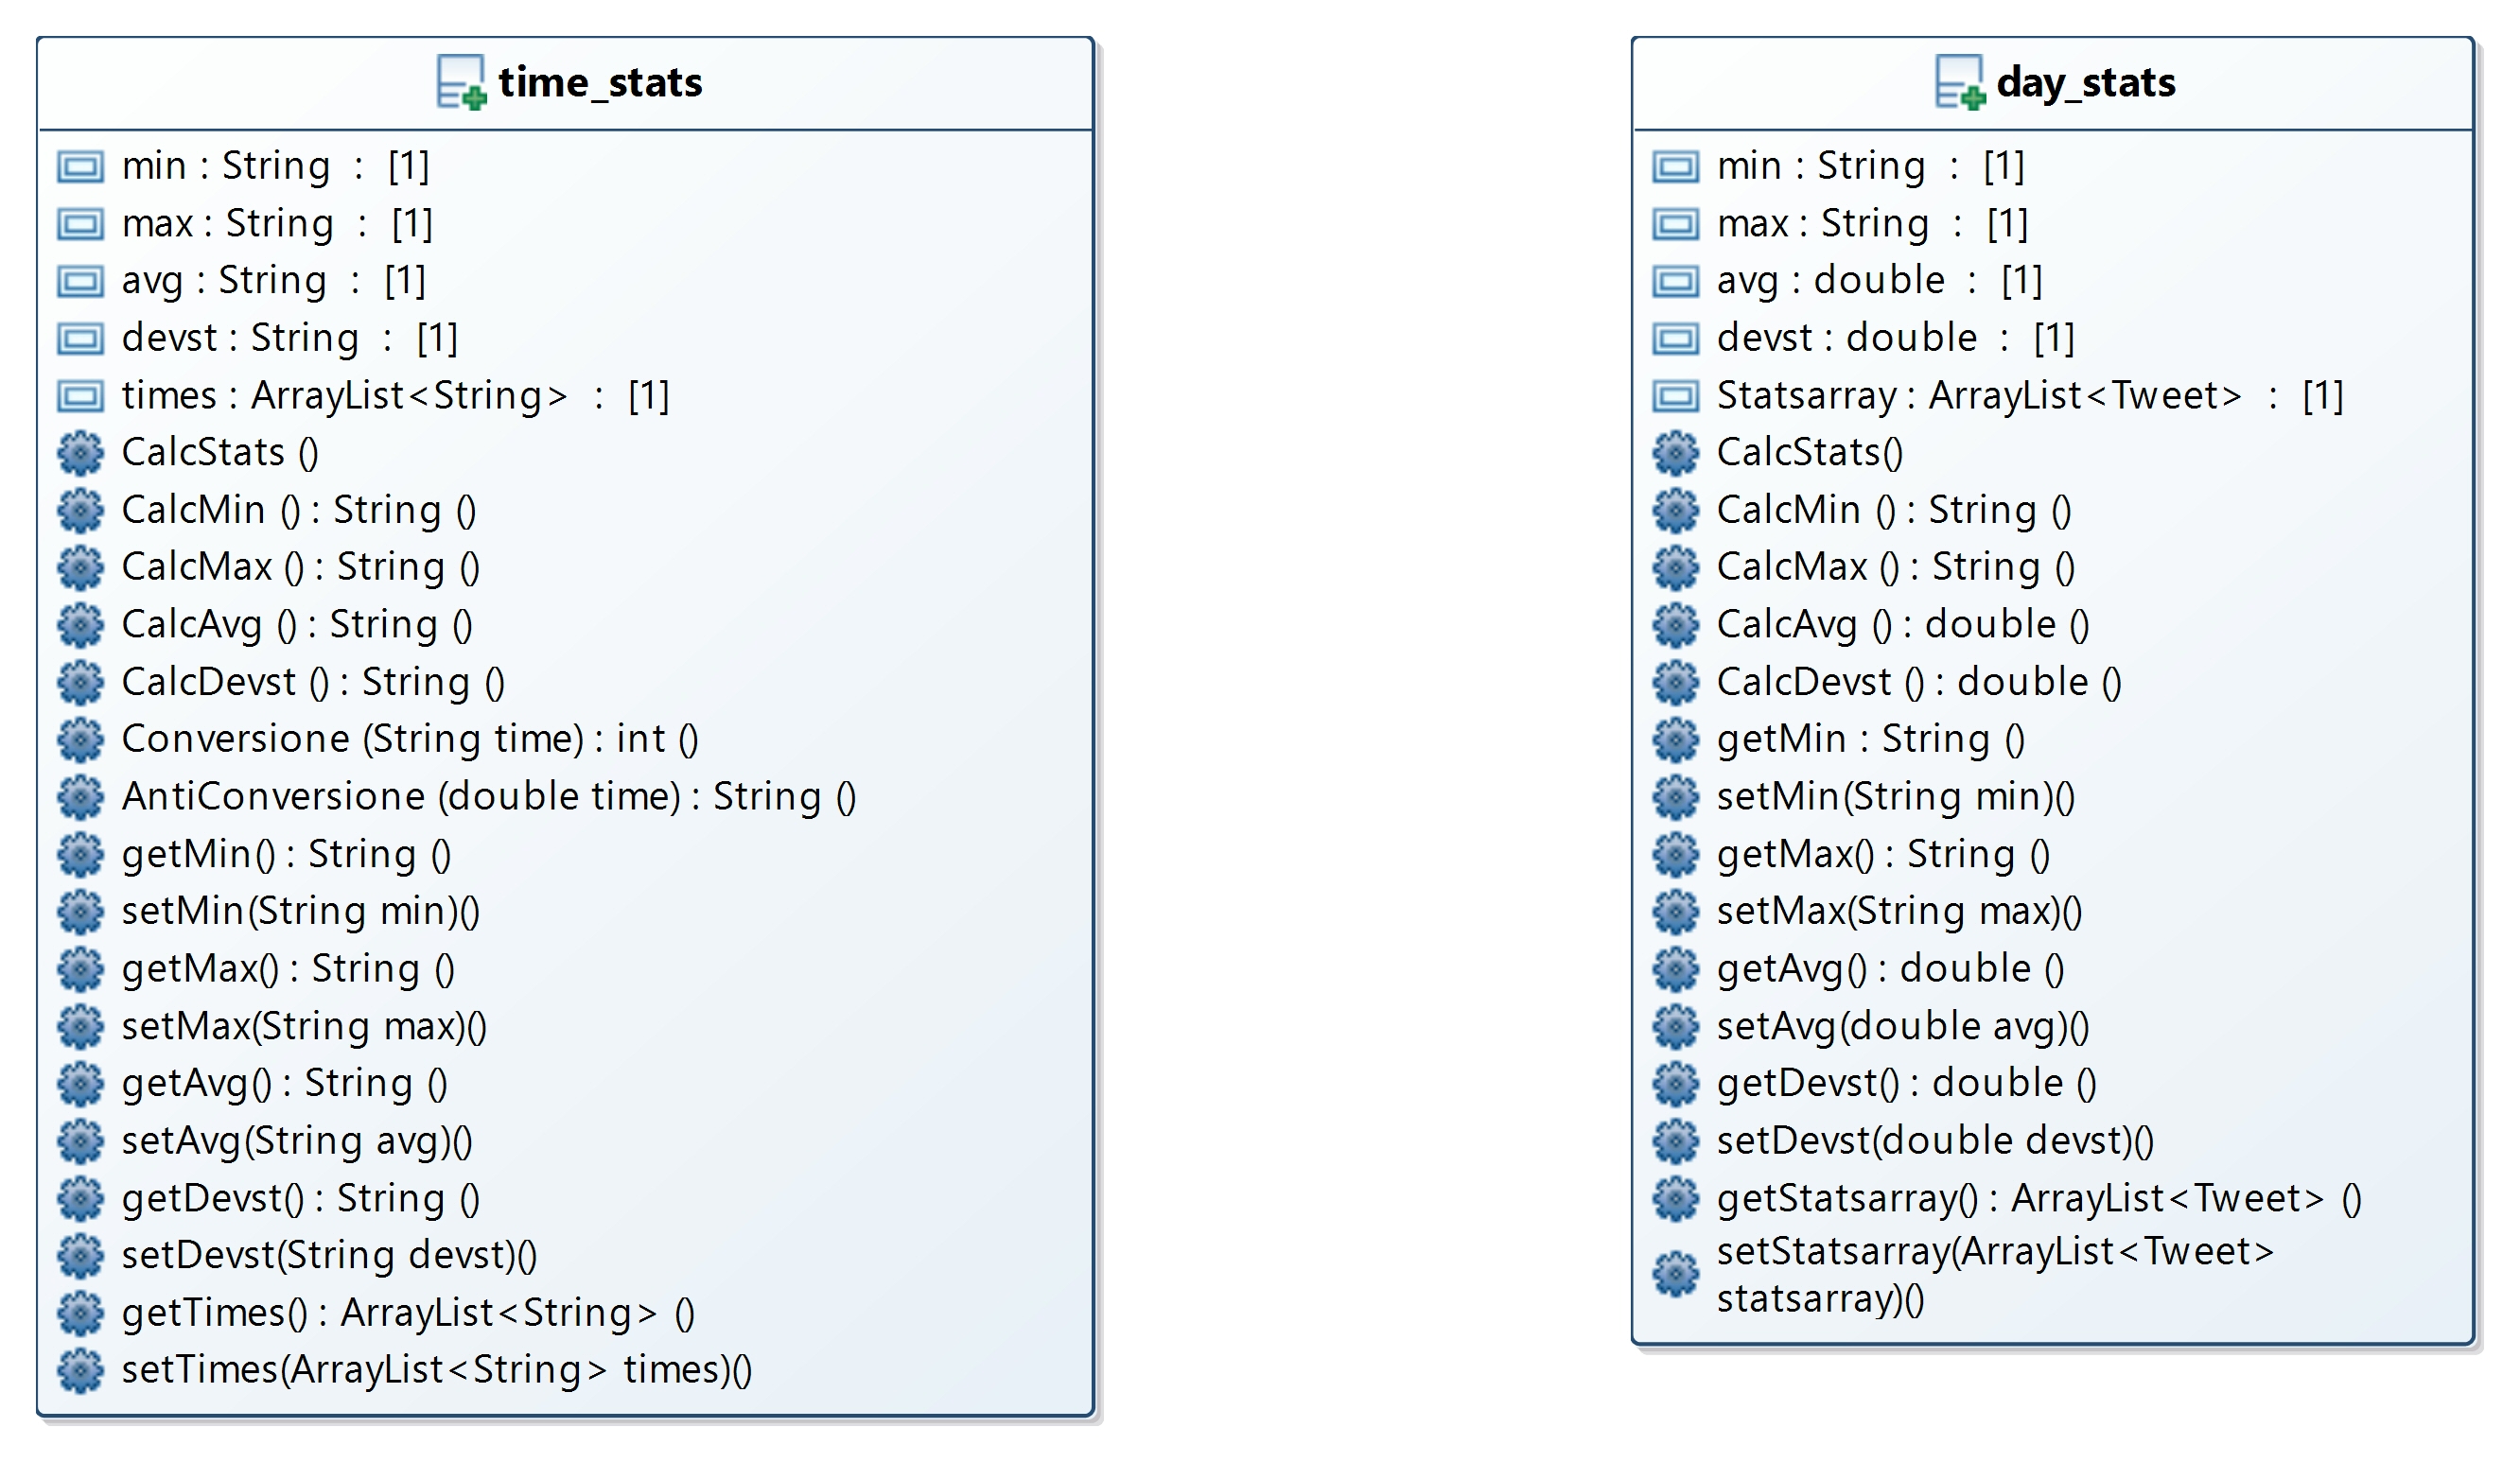 time_stats
min : String  :  [1]
max : String  :  [1]
avg : String  :  [1]
devst : String  :  [1]
times : ArrayList<String>  :  [1]
CalcStats ()
CalcMin () : String ()
CalcMax () : String ()
CalcAvg () : String ()
CalcDevst () : String ()
Conversione (String time) : int ()
AntiConversione (double time) : String ()
getMin() : String ()
setMin(String min)()
getMax() : String ()
setMax(String max)()
getAvg() : String ()
setAvg(String avg)()
getDevst() : String ()
setDevst(String devst)()
getTimes() : ArrayList<String> ()
setTimes(ArrayList<String> times)()
day_stats
min : String  :  [1]
max : String  :  [1]
avg : double  :  [1]
devst : double  :  [1]
Statsarray : ArrayList<Tweet>  :  [1]
CalcStats()
CalcMin () : String ()
CalcMax () : String ()
CalcAvg () : double ()
CalcDevst () : double ()
getMin : String ()
setMin(String min)()
getMax() : String ()
setMax(String max)()
getAvg() : double ()
setAvg(double avg)()
getDevst() : double ()
setDevst(double devst)()
getStatsarray() : ArrayList<Tweet> ()
setStatsarray(ArrayList<Tweet>
statsarray)()